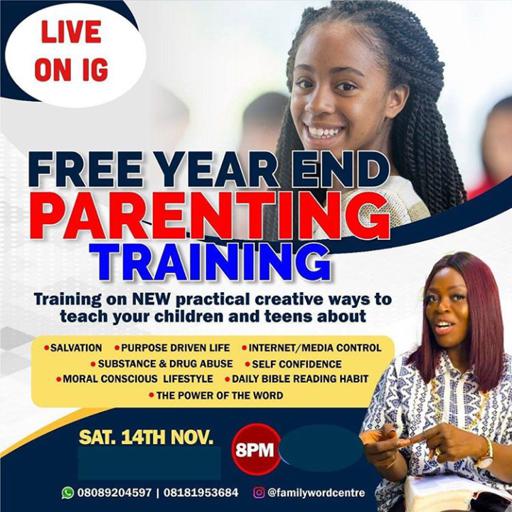 LIVE
ON IG
FREE YEAR END
PARENTING
TRAINING
Training on NEW practical creative ways to
teach your children and teens about
•SALVATION •PURPOSE DRIVEN LIFE •INTERNET/MEDIA CONTROL
•SUBSTANCE & DRUG ABUSE •SELF CONFIDENCE
•MORAL CONSCIOUS LIFESTYLE •DAILY BIBLE READING HABIT
•THE POWER OF THE WORD
SAT. 14TH NOV. 8PM
08089204597 | 08181953684 @familywordcentre